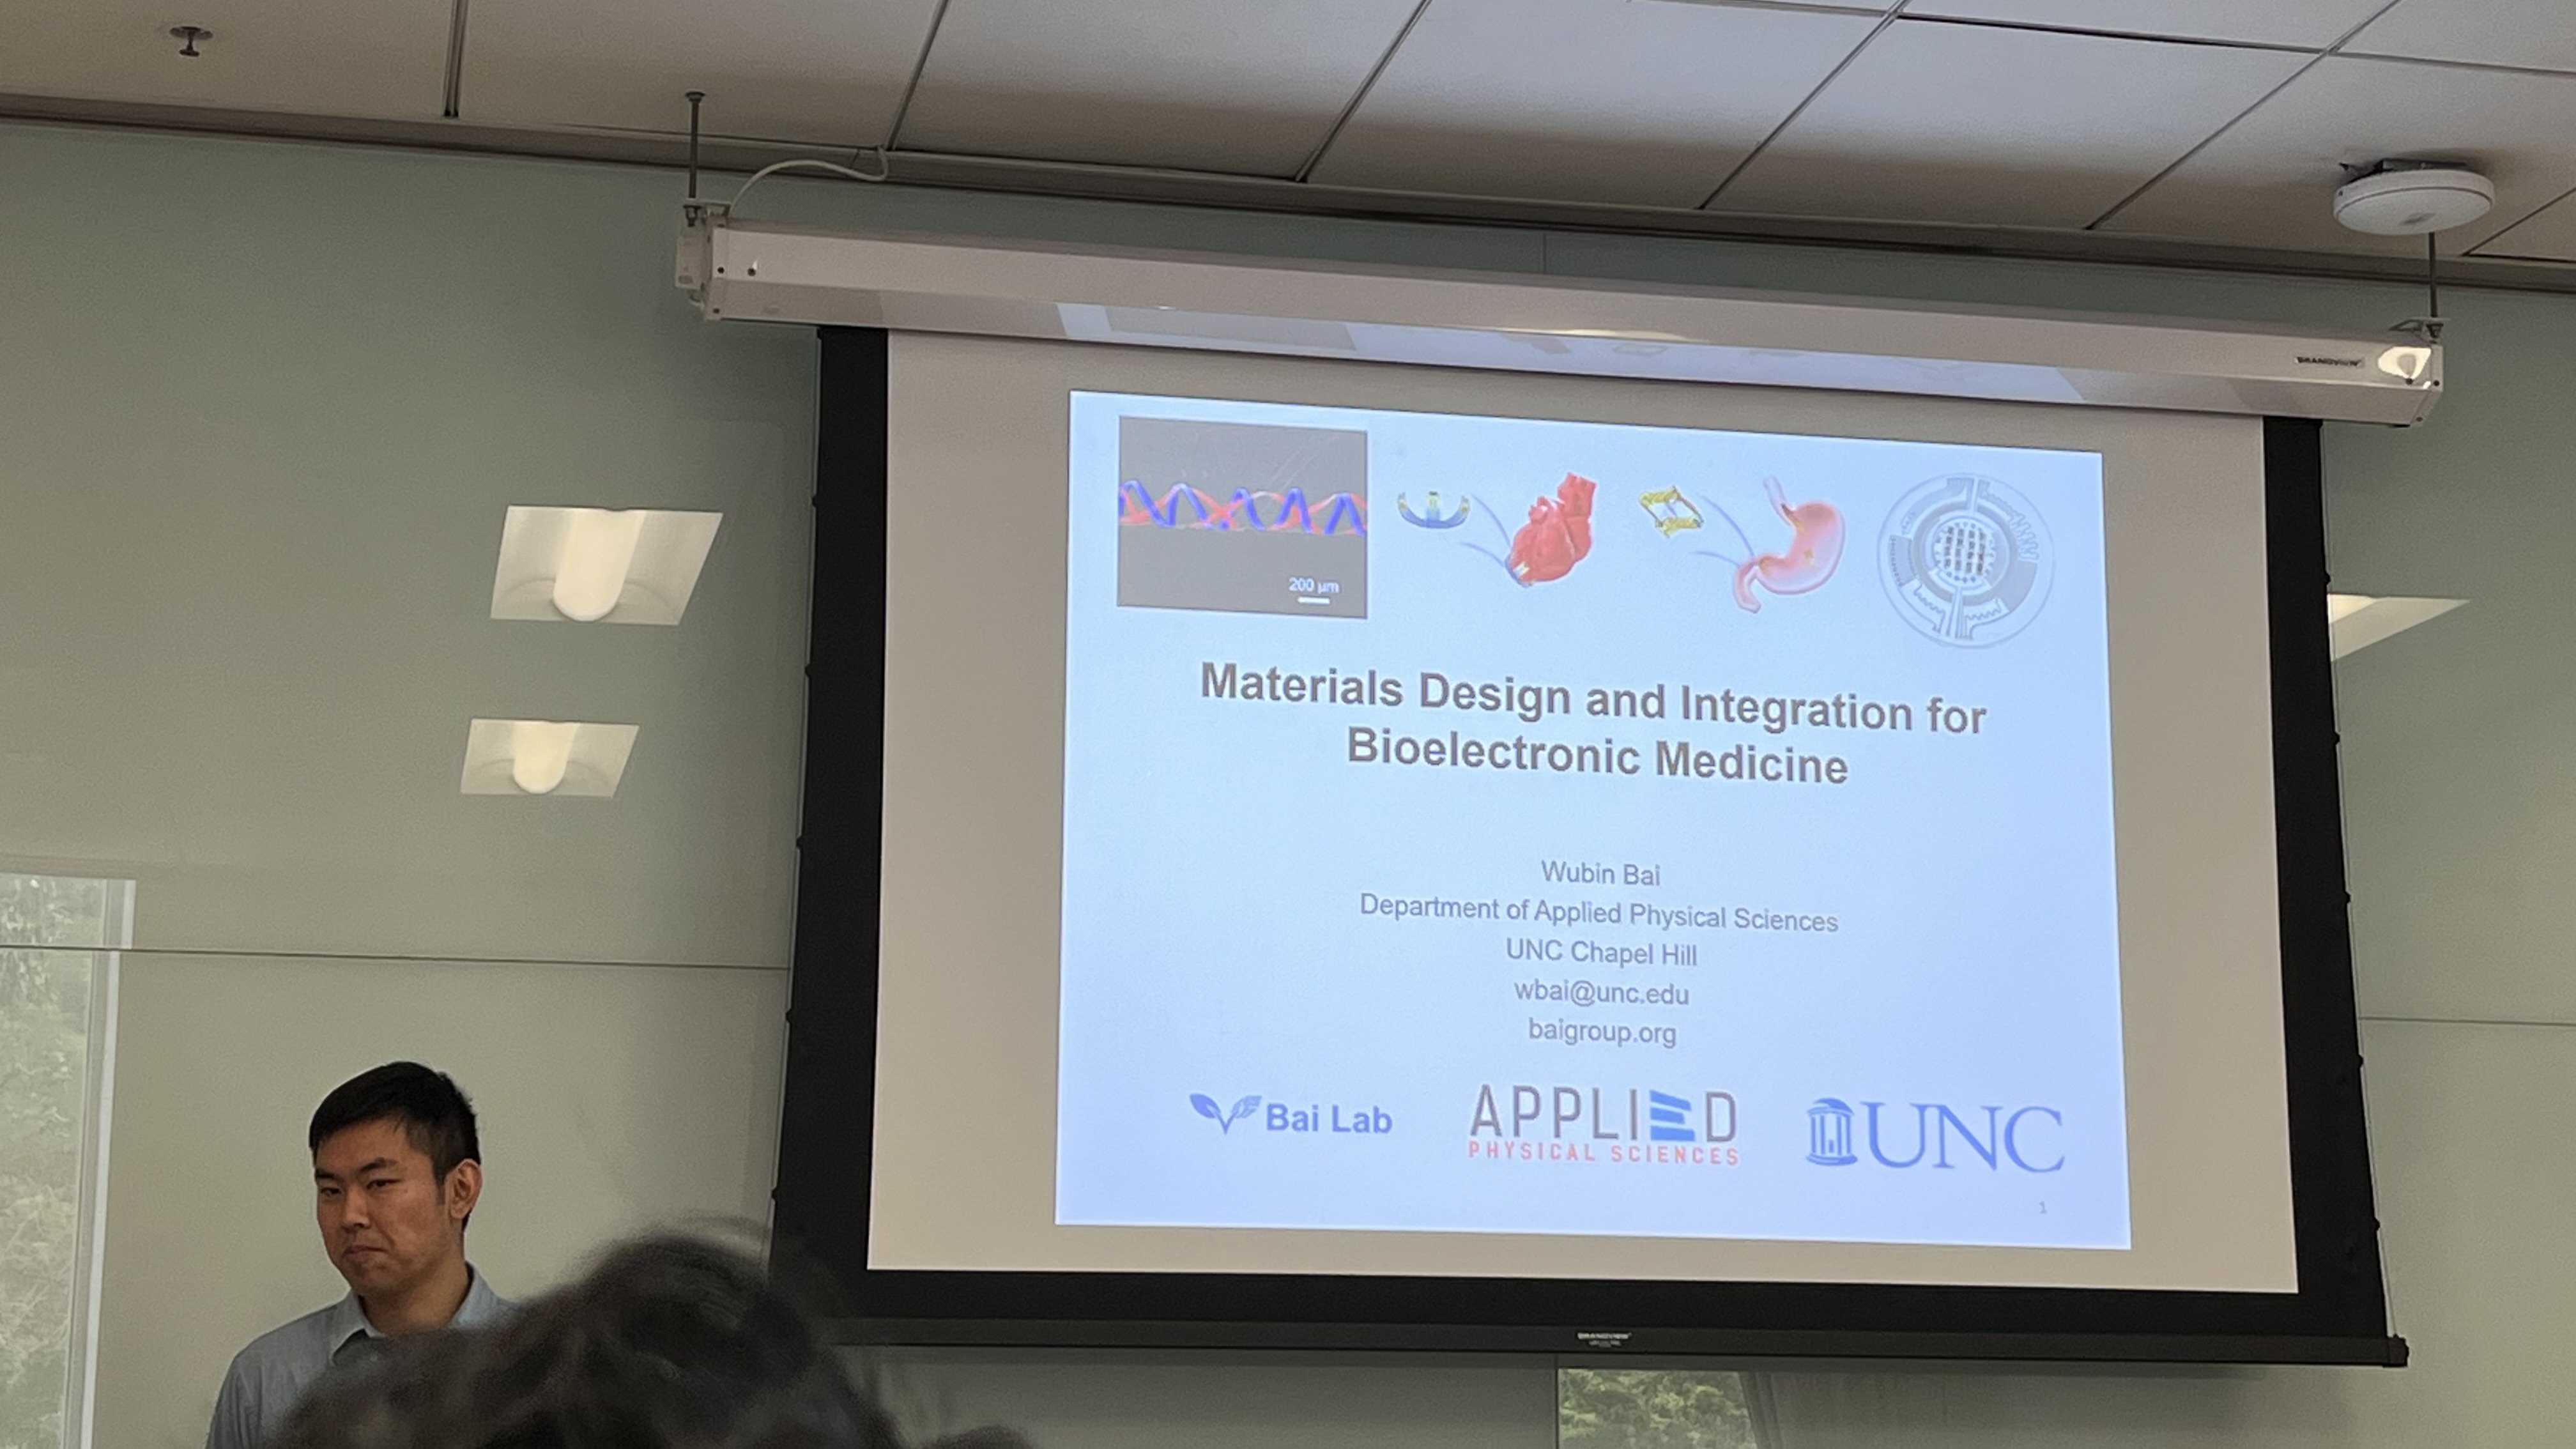 200 µm
Materials Design and Integration for
Bioelectronic Medicine
Wubin Bai
Department of Applied Physical Sciences
UNC Chapel Hill
wbai@unc.edu
baigroup.org
Bai Lab
APPLIED
PHYSICAL SCIENCES
UNC
1